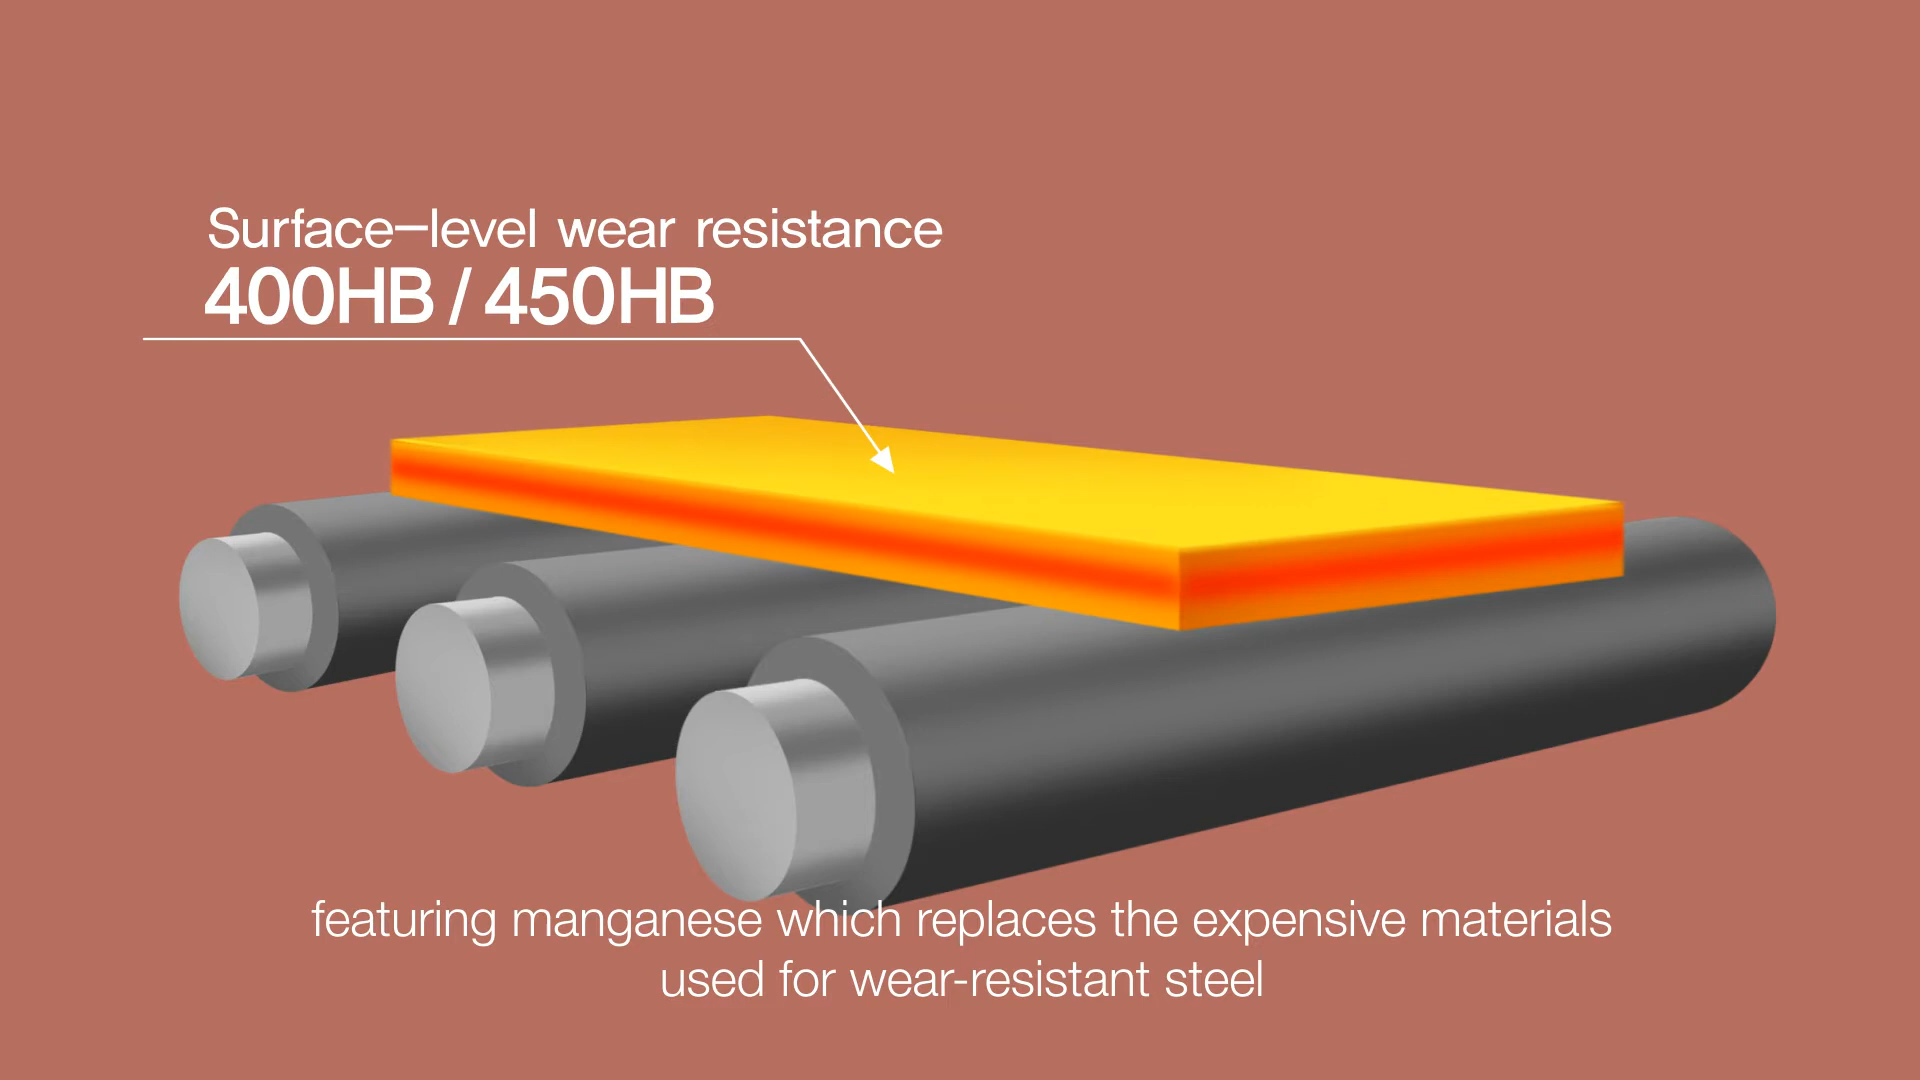 Surface-level wear resistance
400HB / 450HB
featuring manganese which replaces the expensive materials
used for wear-resistant steel